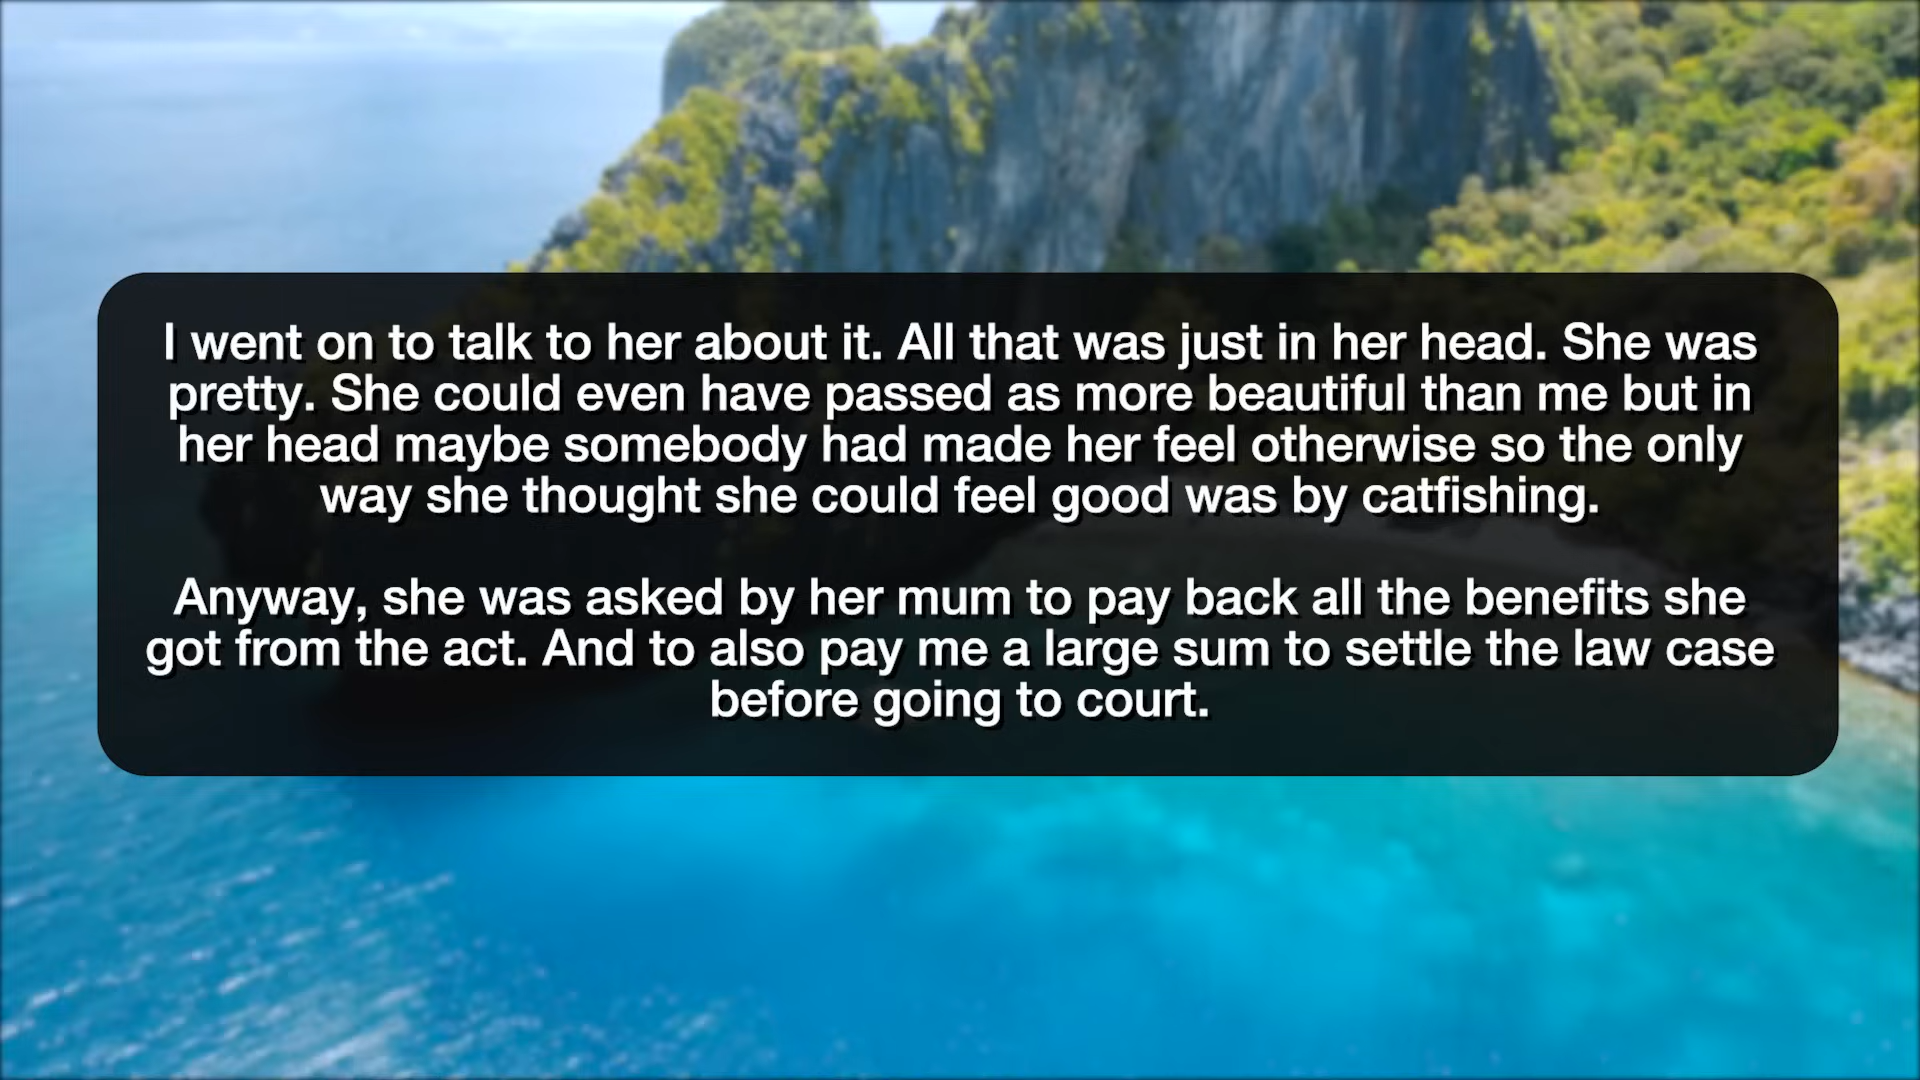 I went on to talk to her about it. All that was just in her head. She was
pretty. She could even have passed as more beautiful than me but in
her head maybe somebody had made her feel otherwise so the only
way she thought she could feel good was by catfishing.
Anyway, she was asked by her mum to pay back all the benefits she
got from the act. And to also pay me a large sum to settle the law case
before going to court.